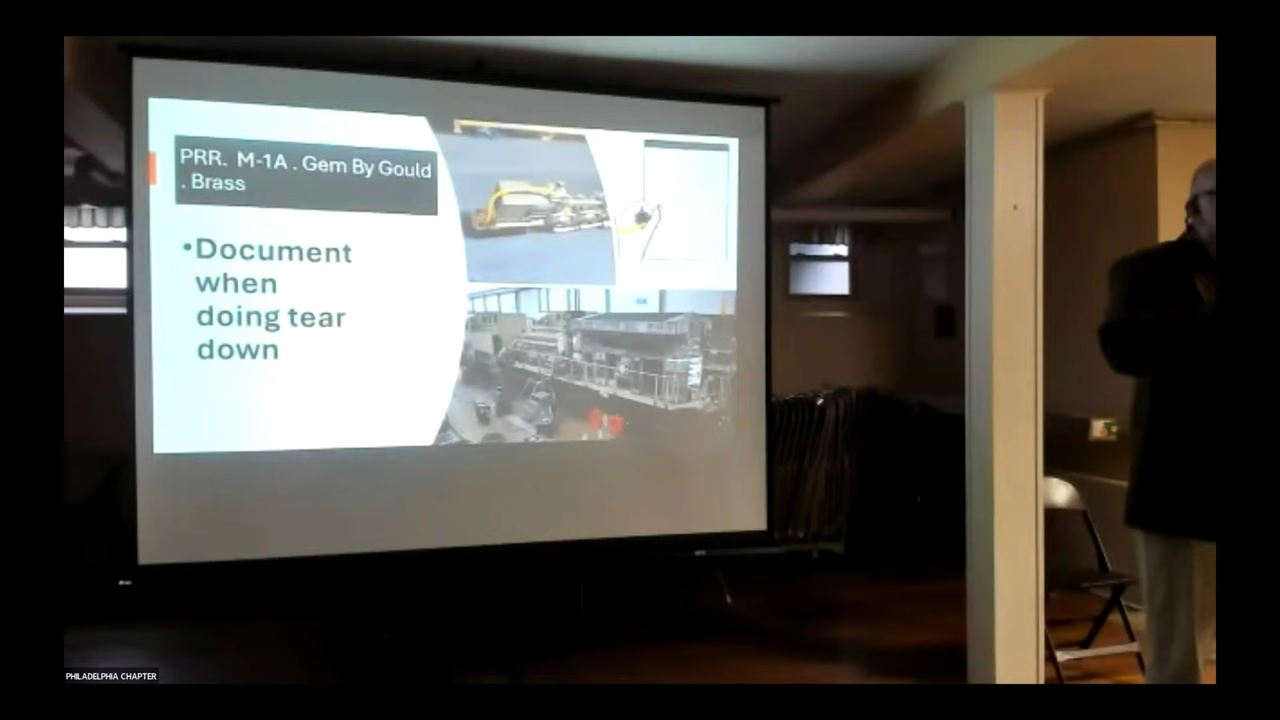 PRR. M-1A . Gem By Gould
. Brass
•Document
when
doing tear
down
PHILADELPHIA CHAPTER